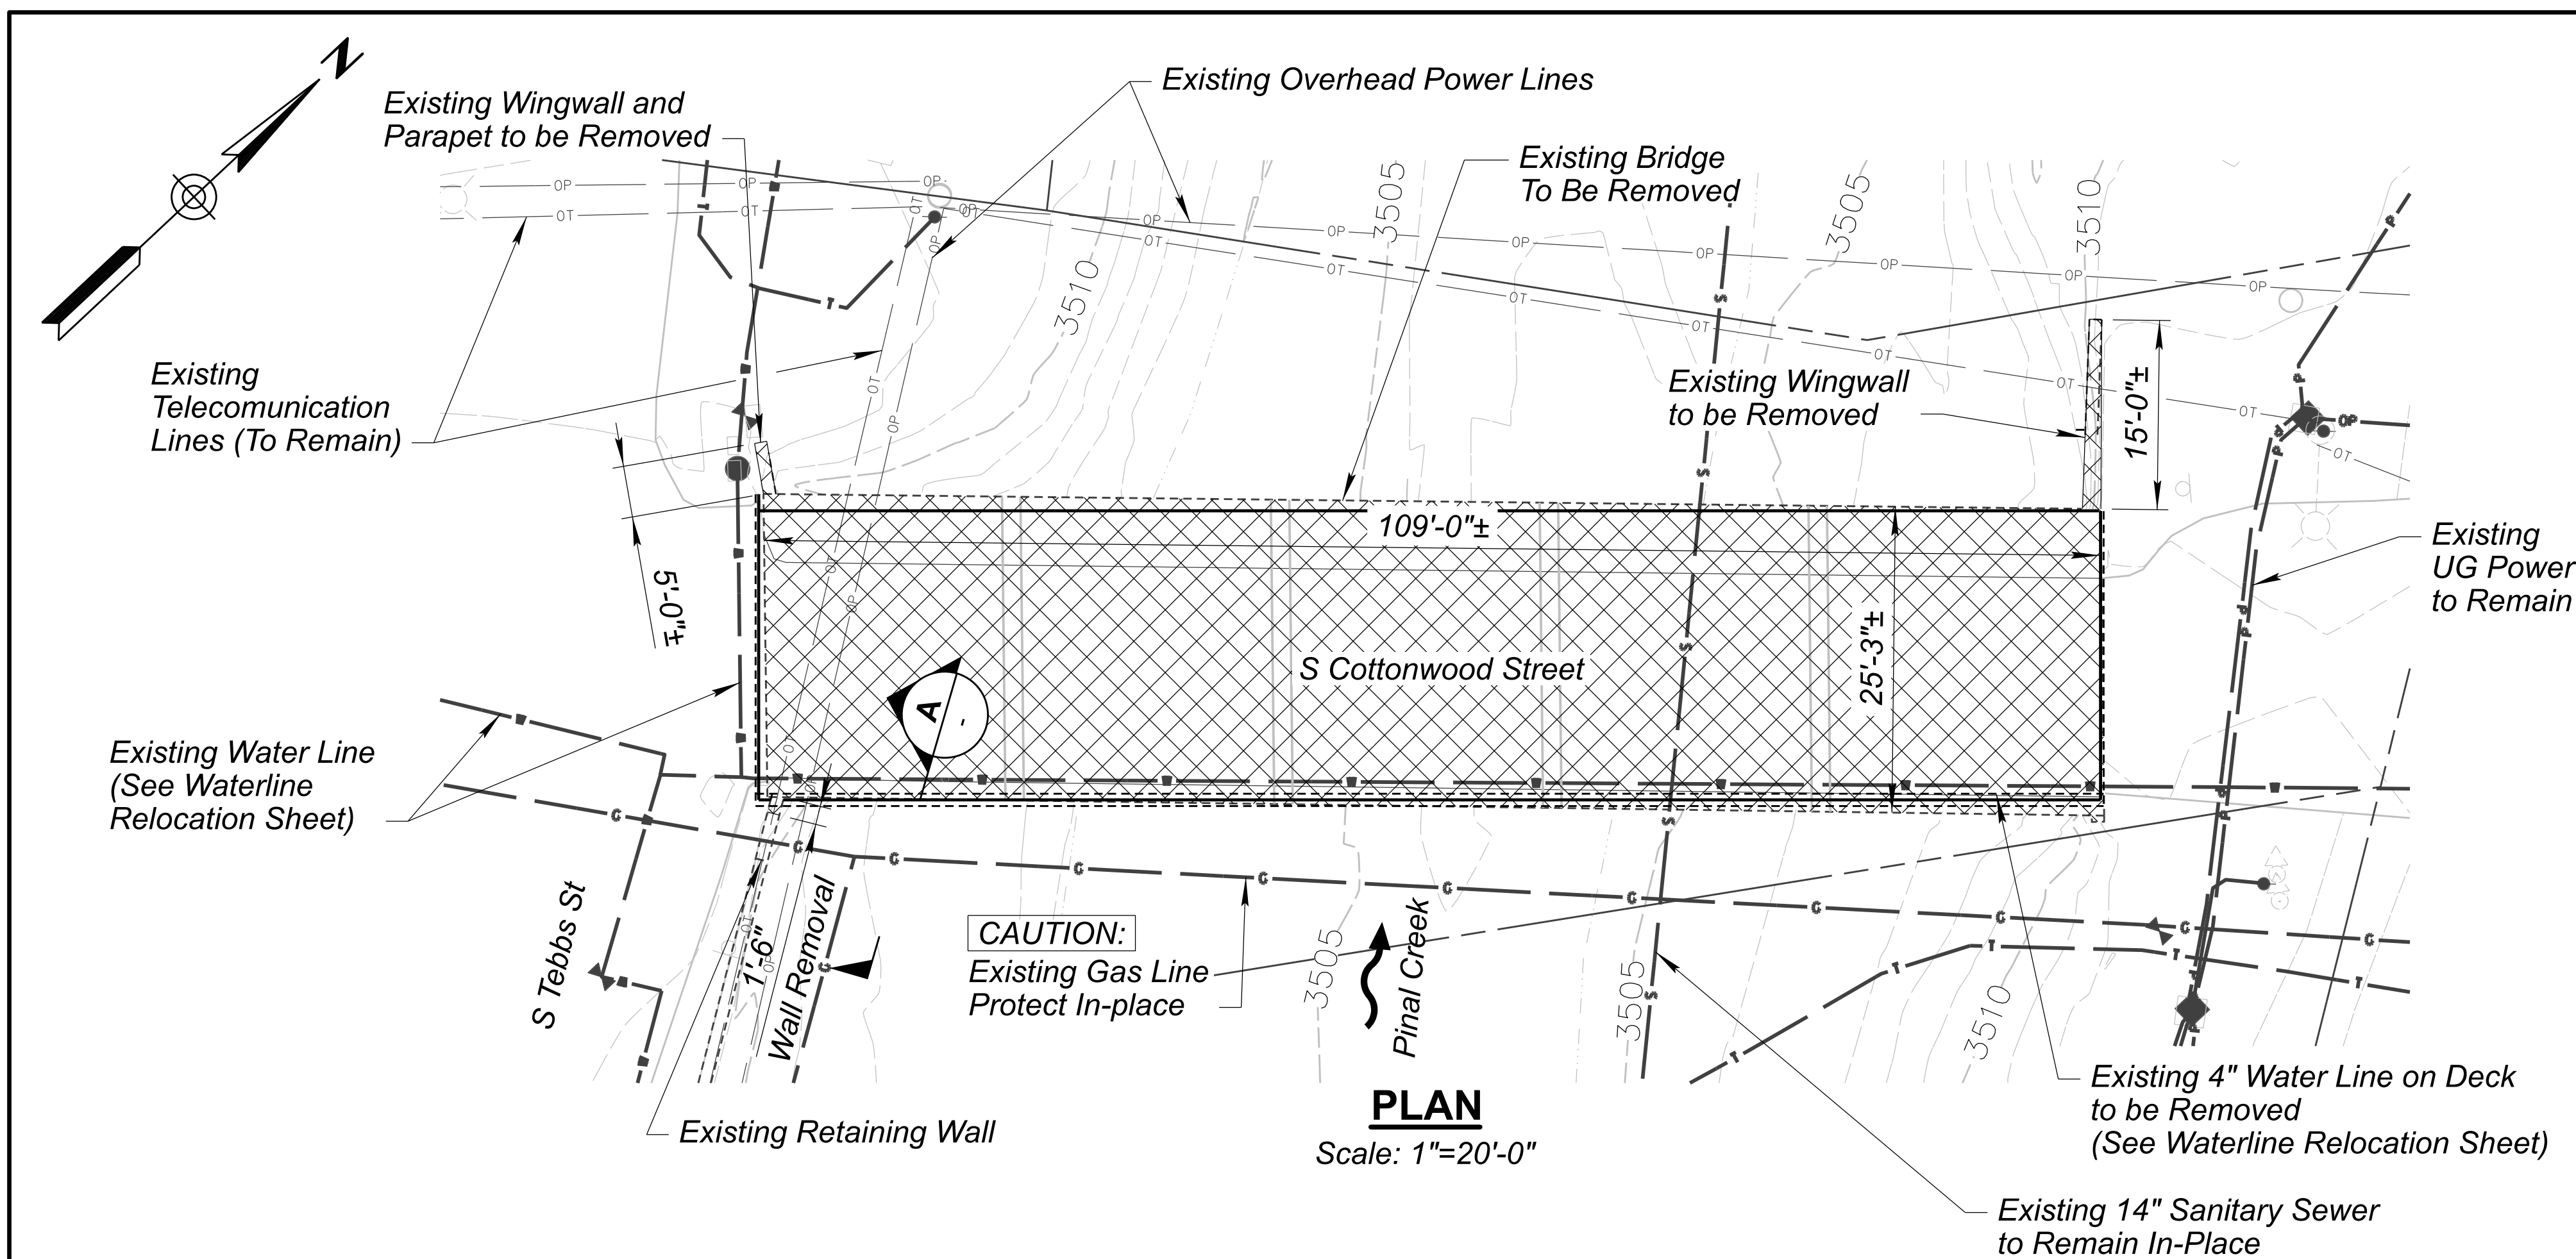 N
Existing Wingwall and
Parapet to be Removed
Existing Overhead Power Lines
Existing Bridge
To Be Removed
3505
3505
3510
3510
Existing
Telecomunication
Lines (To Remain)
Existing Wingwall
to be Removed
15'-0"±
109'-0"±
5'-0"±
25'-3"±
Existing
UG Power
to Remain
S Cottonwood Street
A
-
Existing Water Line
(See Waterline
Relocation Sheet)
S Tebbs St
1'-6"
Wall Removal
CAUTION:
Existing Gas Line
Protect In-place
3505
Pinal Creek
3505
3510
Existing Retaining Wall
PLAN
Scale: 1"=20'-0"
Existing 4" Water Line on Deck
to be Removed
(See Waterline Relocation Sheet)
Existing 14" Sanitary Sewer
to Remain In-Place